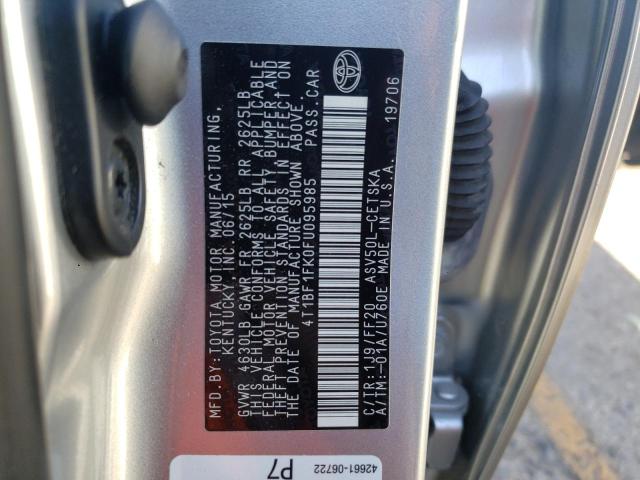 MFD.BY:TOYOTA MOTOR MANUFACTURING,
KENTUCKY, INC. 06/15
GVWR 4630LB GAWR FR 2625LB RR 2625LB
THIS VEHICLE CONFORMS TO ALL APPLICABLE
FEDERAL MOTOR VEHICLE SAFETY, BUMPER AND
THEFT PREVENTION STANDARDS IN EFFECT ON
THE DATE OF MANUFACTURE SHOWN ABOVE.
4T1BF1FK0FU095985 PASS.CAR
C/TR:1J9/FF20 ASV50L-CETSKA
A/TM:-01A/U760E MADE IN U.S.A. 19706
42661-06722
P7